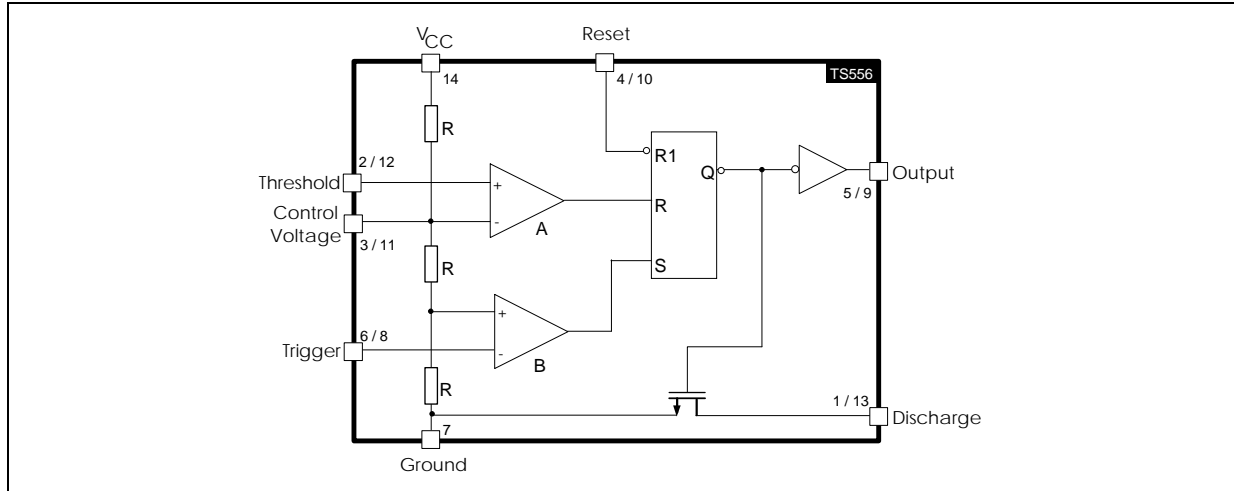 VCC
Reset
14
4 / 10
TS556
R
2 / 12
R1
Threshold
+
Q
Output
5 / 9
Control
Voltage
-
A
R
3 / 11
R
S
+
6 / 8
Trigger
-
B
R
1 / 13
Discharge
7
Ground